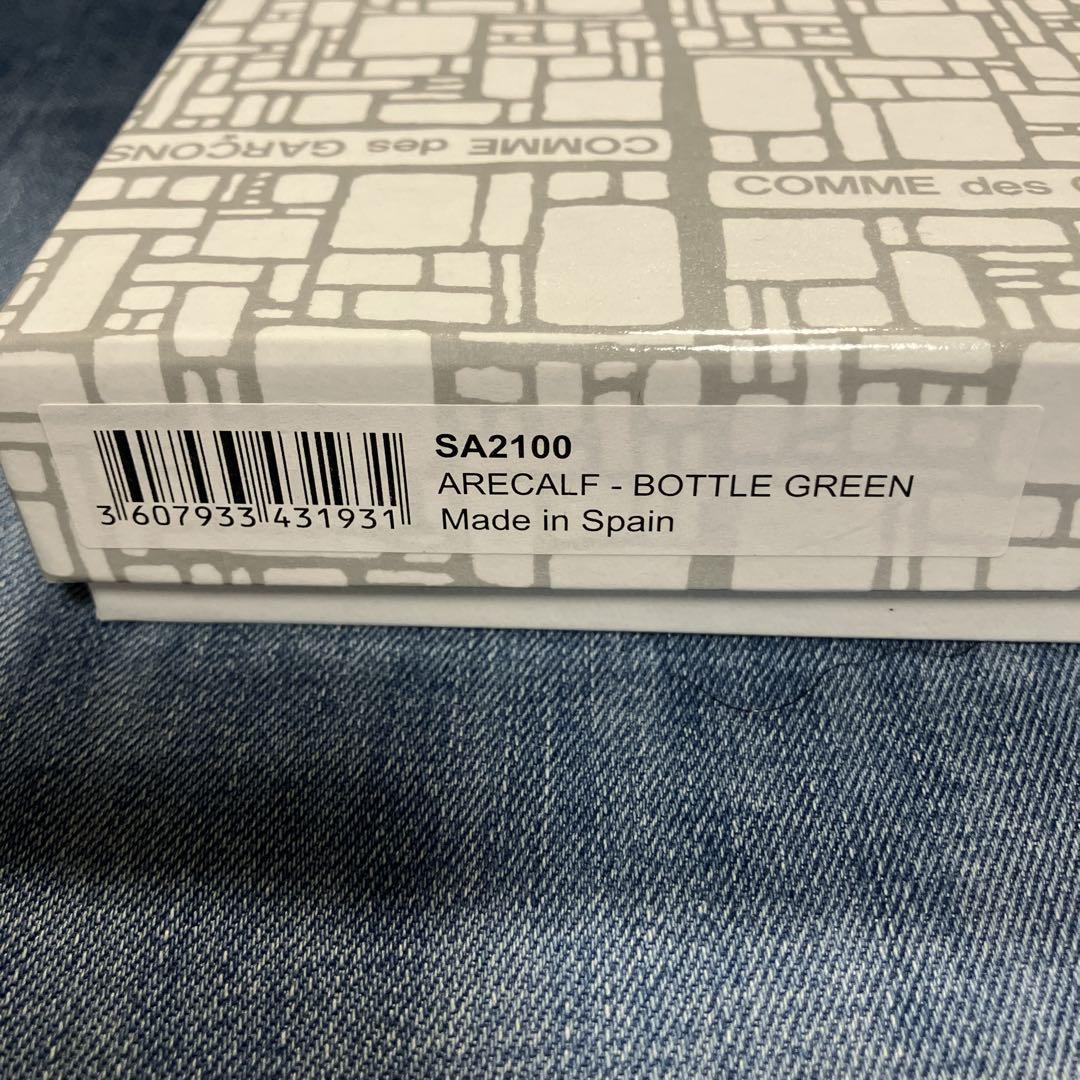 COMME des GARÇONS
COMME des
SA2100
ARECALF - BOTTLE GREEN
Made in Spain
3 607933 431931